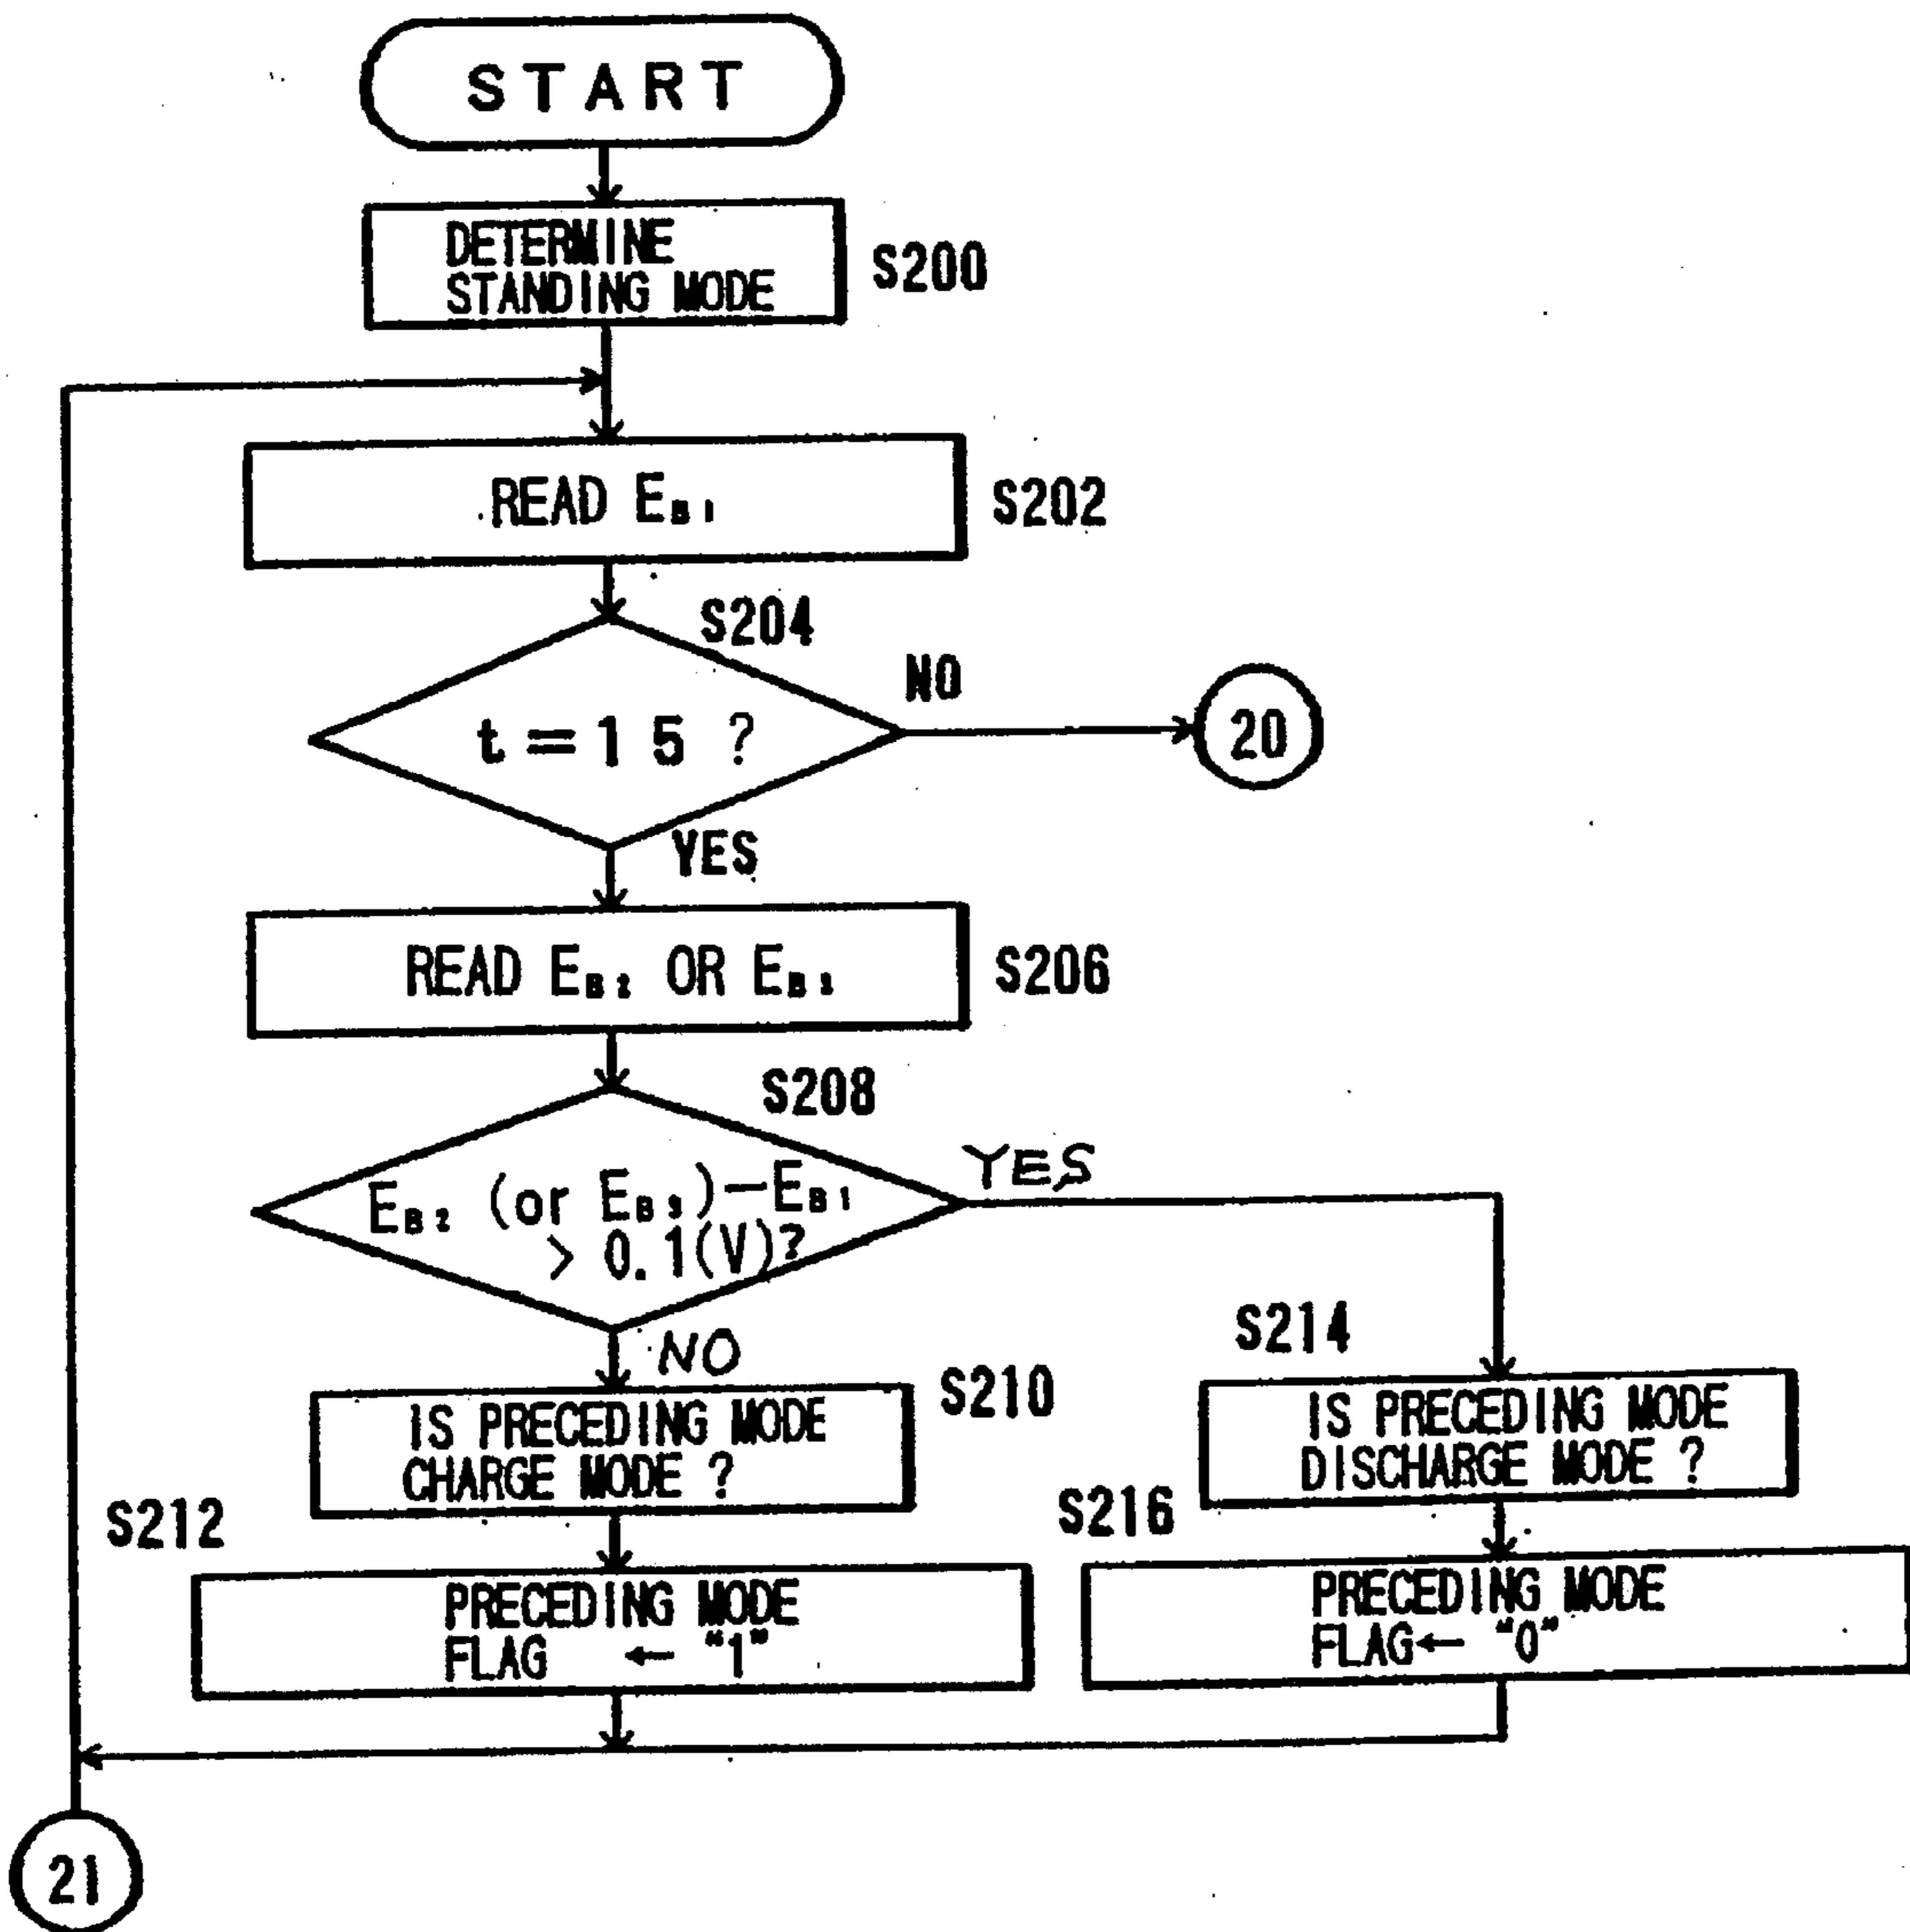 START
DETERMINE
STANDING MODE
S200
READ EB1
S202
S204
t=15 ?
NO
20
YES
READ EB2 OR EB3
S206
S208
EB2 (or EB3)-EB1
> 0.1(V)?
YES
NO
S210
IS PRECEDING MODE
CHARGE MODE ?
S214
IS PRECEDING MODE
DISCHARGE MODE ?
S212
PRECEDING MODE
FLAG ← "1"
S216
PRECEDING MODE
FLAG← "0"
21